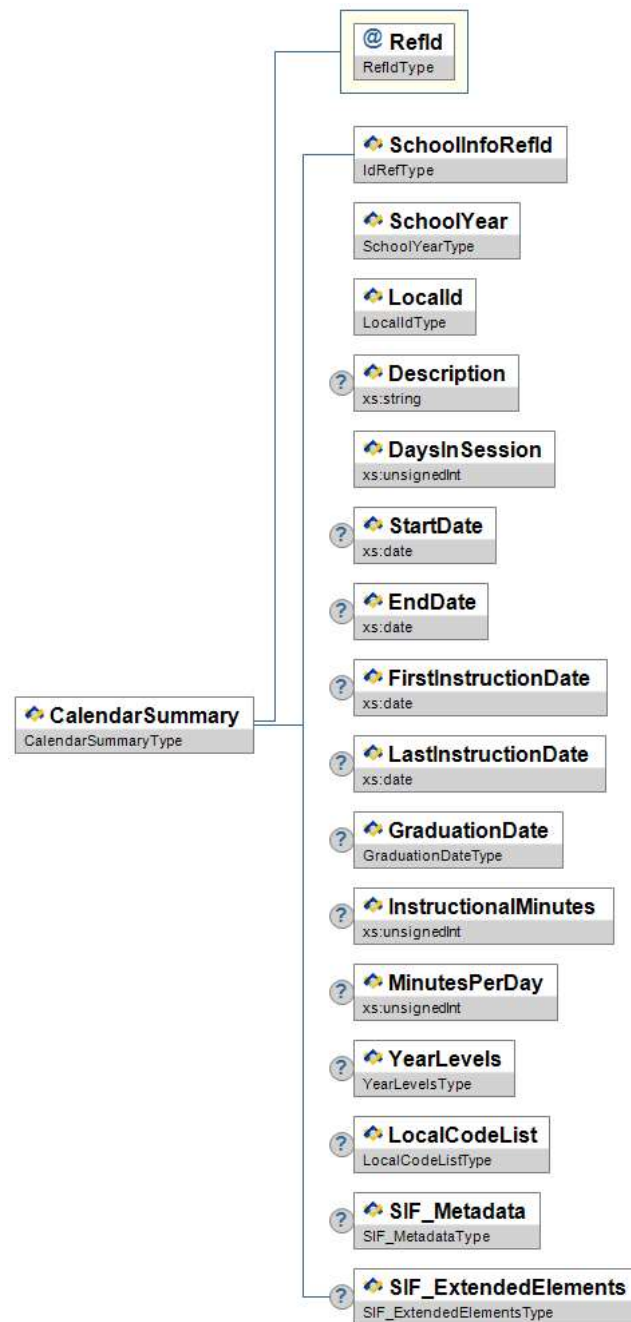 @ RefId
RefIdType
SchoolInfoRefId
IdRefType
SchoolYear
SchoolYearType
LocalId
LocalIdType
? Description
xs:string
DaysInSession
xs:unsignedInt
? StartDate
xs:date
? EndDate
xs:date
? FirstInstructionDate
xs:date
CalendarSummary
CalendarSummaryType
? LastInstructionDate
xs:date
? GraduationDate
GraduationDateType
? InstructionalMinutes
xs:unsignedInt
? MinutesPerDay
xs:unsignedInt
? YearLevels
YearLevelsType
? LocalCodeList
LocalCodeListType
? SIF_Metadata
SIF_MetadataType
? SIF_ExtendedElements
SIF_ExtendedElementsType